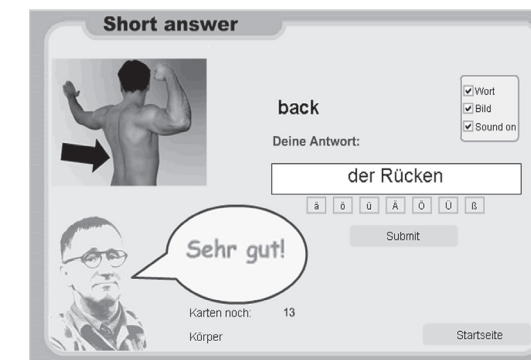 Short answer
back
Wort
Bild
Sound on
Deine Antwort:
der Rücken
ä ö ü Ä Ö Ü ß
Submit
Sehr gut!
Karten noch: 13
Körper
Startseite